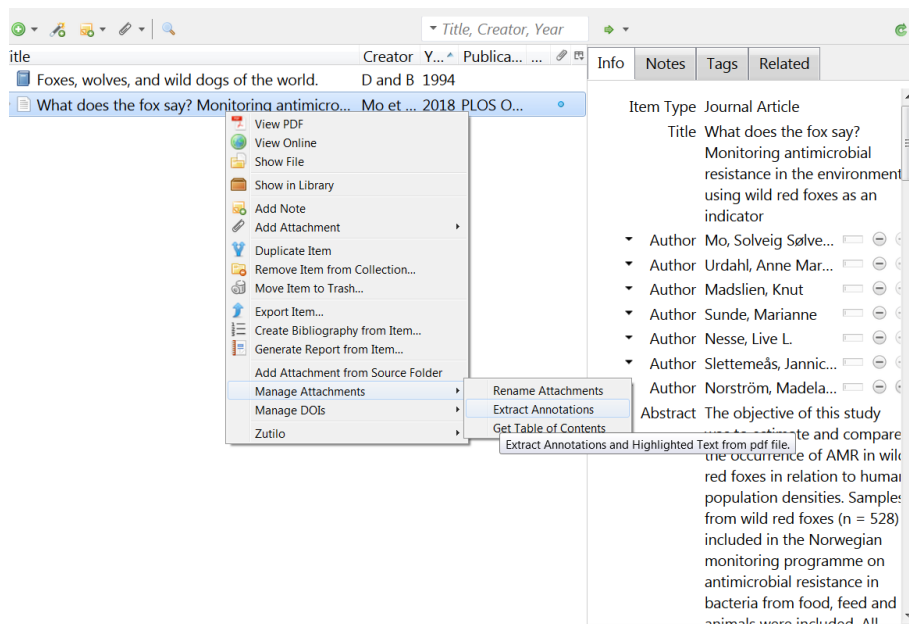 Title, Creator, Year
itle Creator Y... Publica... ...
Foxes, wolves, and wild dogs of the world. D and B 1994
What does the fox say? Monitoring antimicro... Mo et ... 2018 PLOS O...
View PDF
View Online
Show File
Show in Library
Add Note
Add Attachment
Duplicate Item
Remove Item from Collection...
Move Item to Trash...
Export Item...
Create Bibliography from Item...
Generate Report from Item...
Add Attachment from Source Folder
Manage Attachments
Manage DOIs
Zutilo
Rename Attachments
Extract Annotations
Get Table of Contents
Extract Annotations and Highlighted Text from pdf file.
Info Notes Tags Related
Item Type Journal Article
Title What does the fox say?
Monitoring antimicrobial
resistance in the environment
using wild red foxes as an
indicator
Author Mo, Solveig Sølve...
Author Urdahl, Anne Mar...
Author Madslien, Knut
Author Sunde, Marianne
Author Nesse, Live L.
Author Slettemeås, Jannic...
Author Norström, Madela...
Abstract The objective of this study
was to estimate and compare
the occurrence of AMR in wild
red foxes in relation to human
population densities. Samples
from wild red foxes (n = 528)
included in the Norwegian
monitoring programme on
antimicrobial resistance in
bacteria from food, feed and
animals were included. All